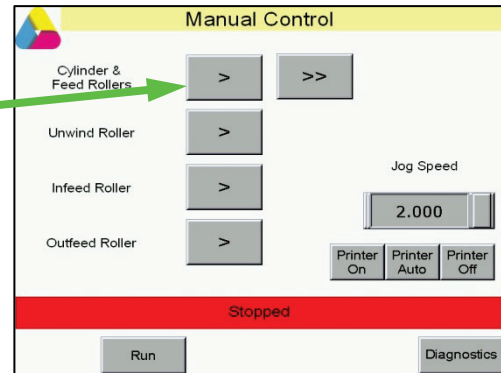 Manual Control
Cylinder &
Feed Rollers
>
>>
Unwind Roller
>
Infeed Roller
>
Outfeed Roller
>
Jog Speed
2.000
Printer On
Printer Auto
Printer Off
Stopped
Run
Diagnostics